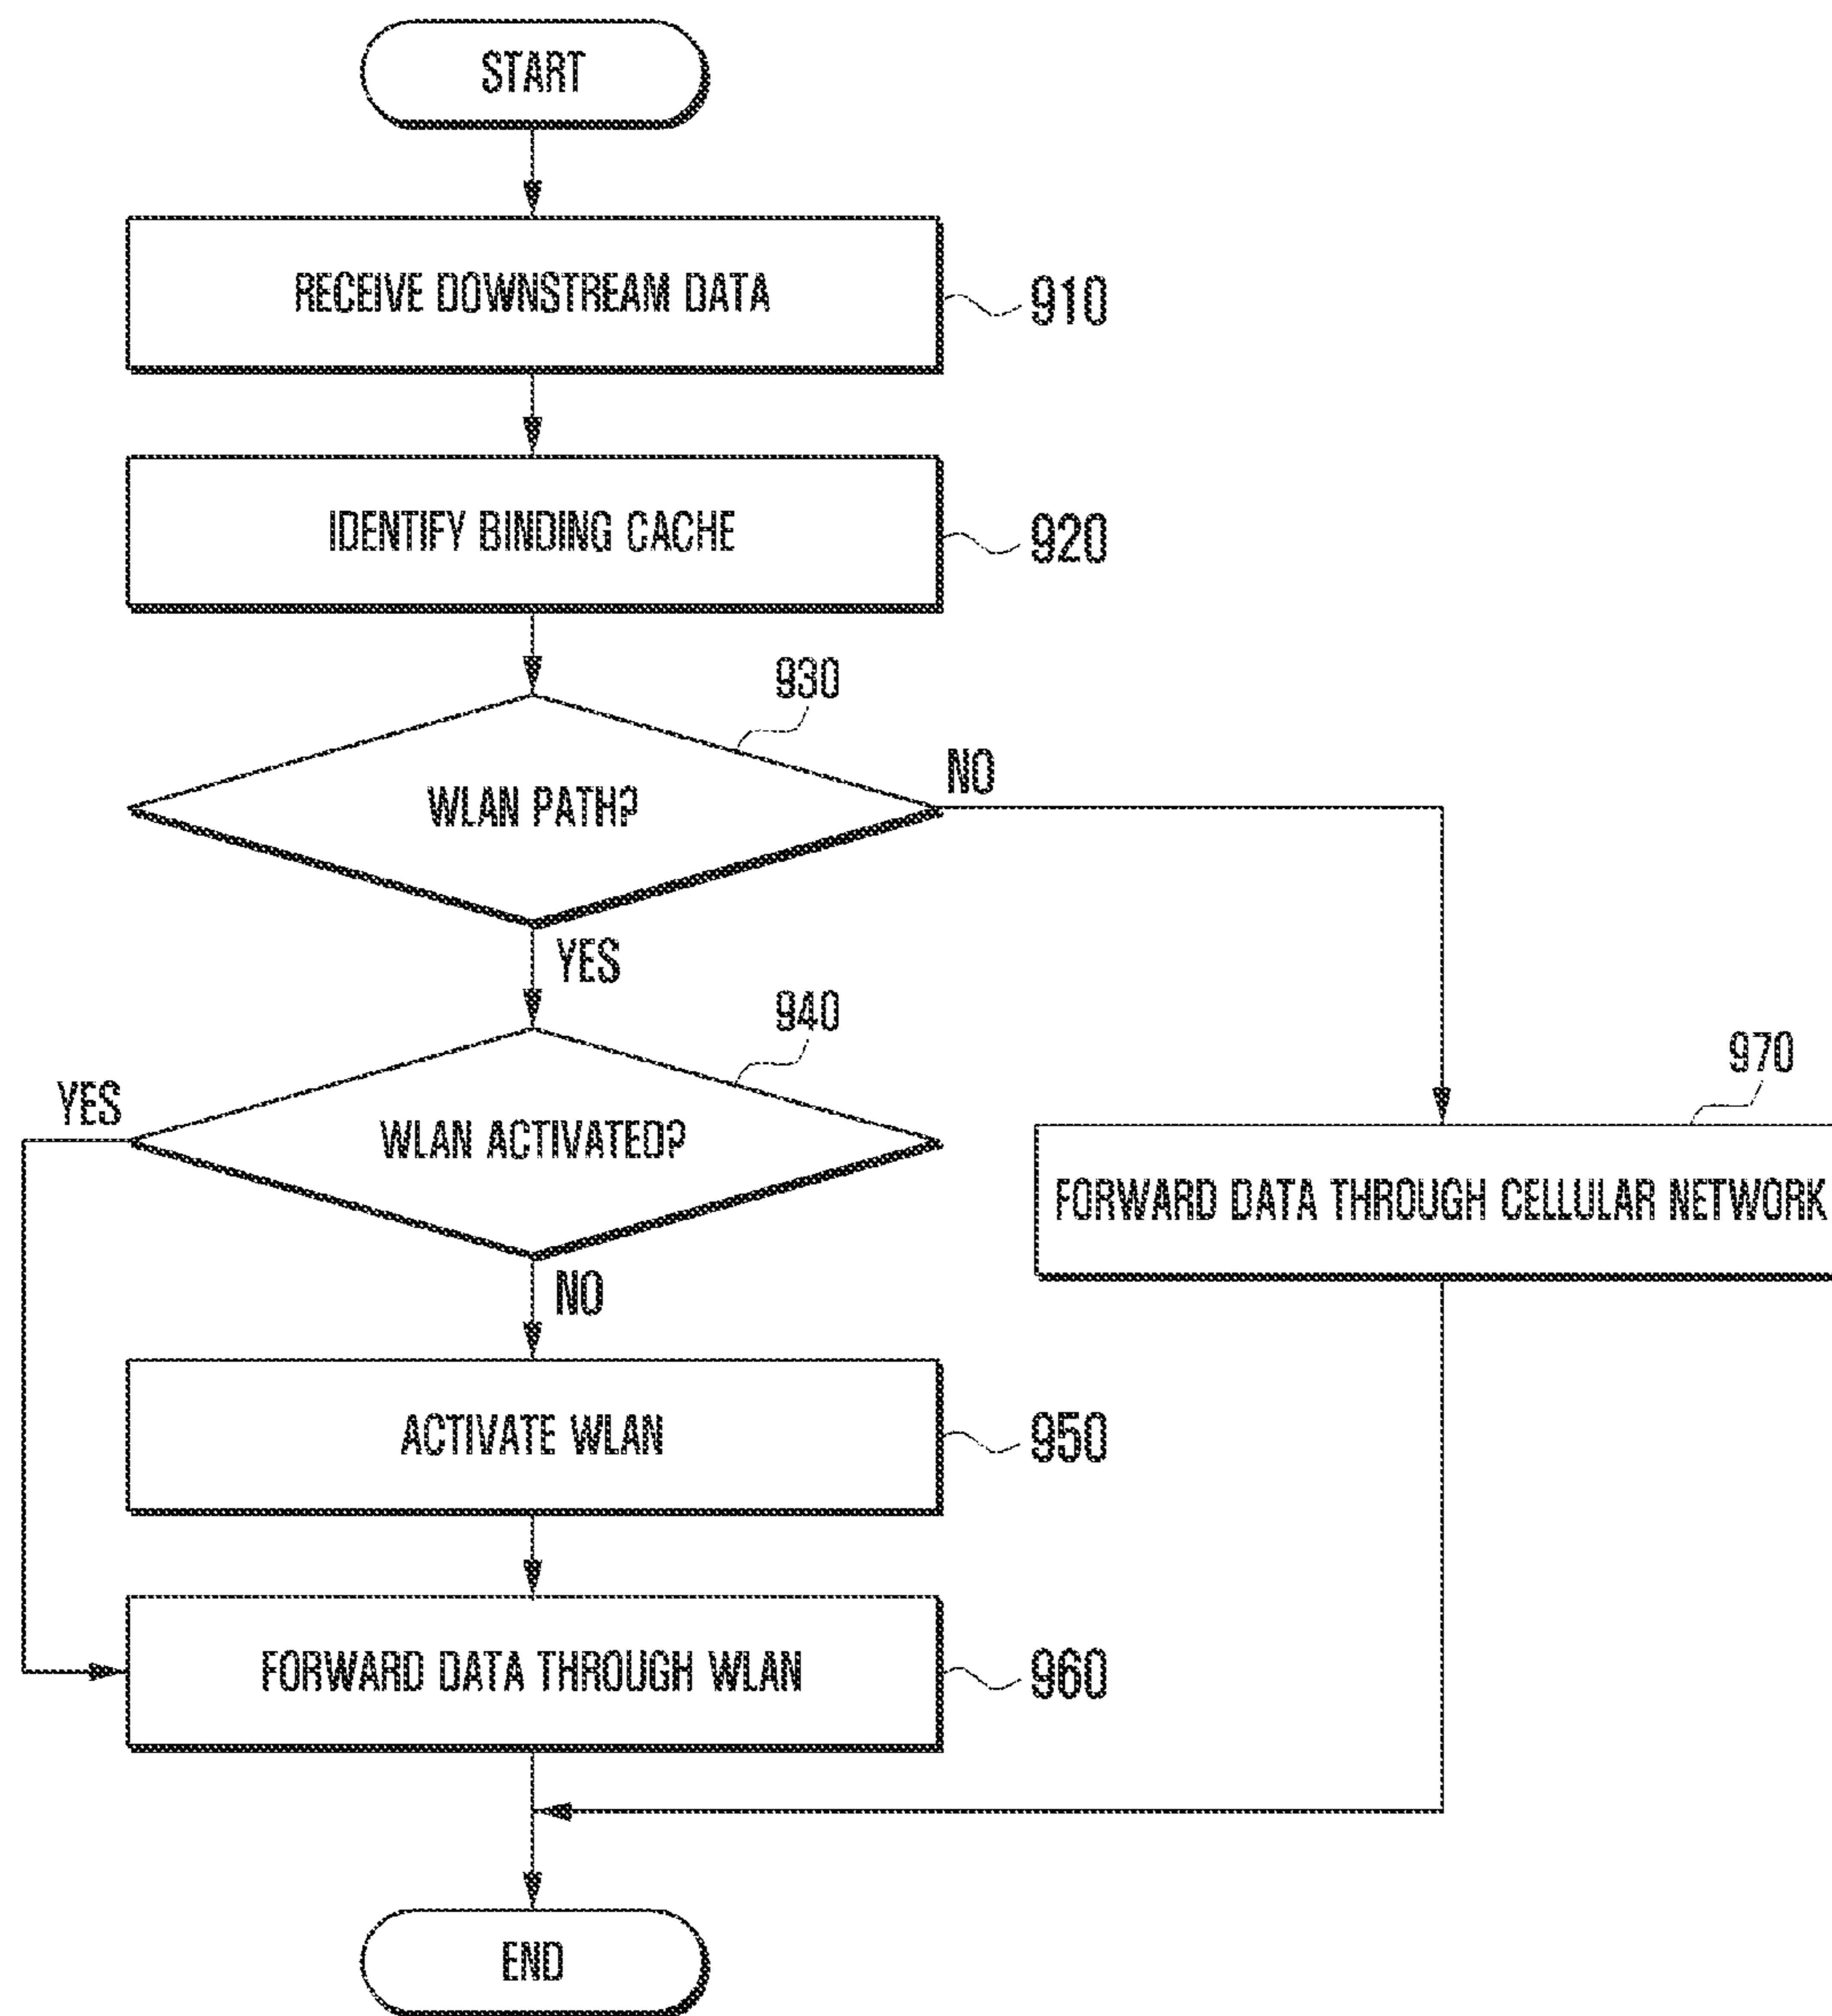 START
RECEIVE DOWNSTREAM DATA
910
IDENTIFY BINDING CACHE
920
930
WLAN PATH?
NO
YES
940
YES
WLAN ACTIVATED?
NO
970
FORWARD DATA THROUGH CELLULAR NETWORK
ACTIVATE WLAN
950
FORWARD DATA THROUGH WLAN
960
END